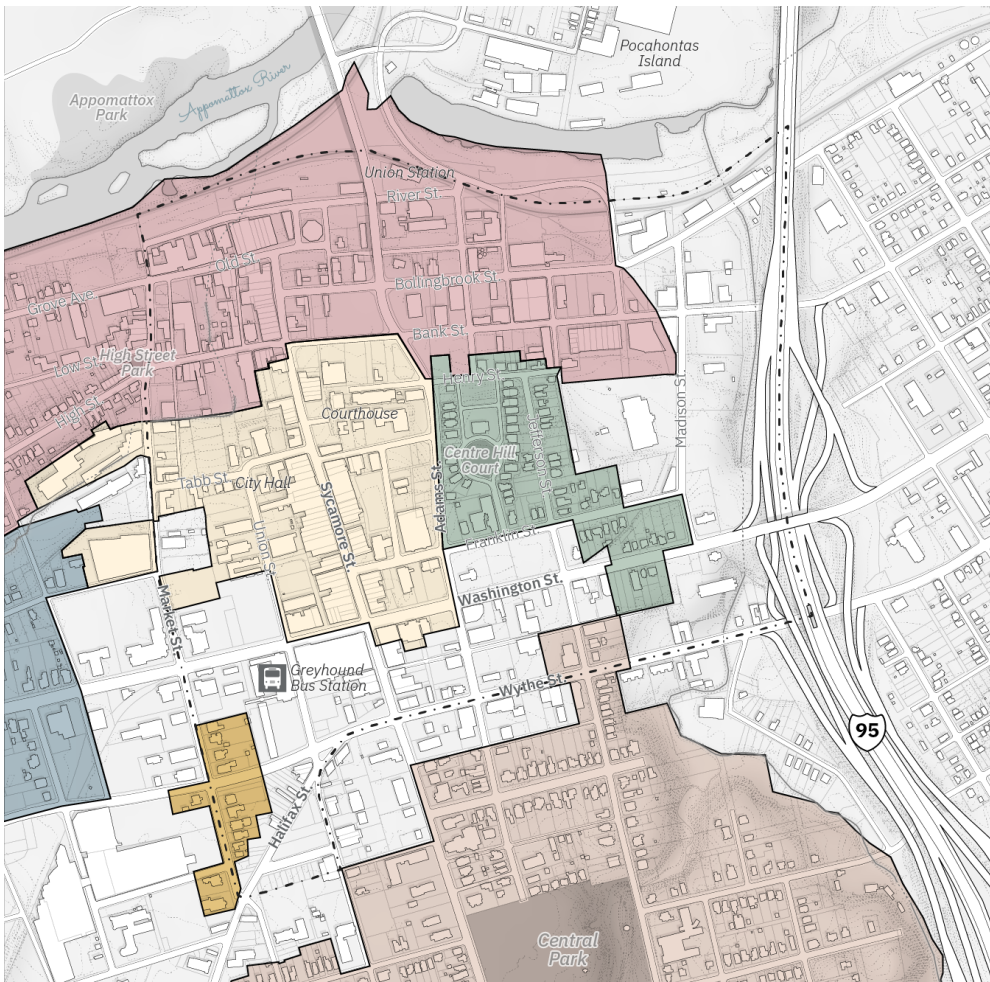 Pocahontas
Island
Appomattox
Park
Appomattox River
Union Station
River St.
Old St.
Bollingbrook St.
Grove Ave.
Bank St.
Low St.
High Street
Park
Henry St.
High St.
Madison St.
Courthouse
Jefferson St.
Centre Hill
Court
Tabb St.
City Hall
Adams St.
Sycamore St.
Union St.
Franklin St.
Washington St.
Market St.
Greyhound
Bus Station
Wythe St.
95
Halifax St.
Central
Park